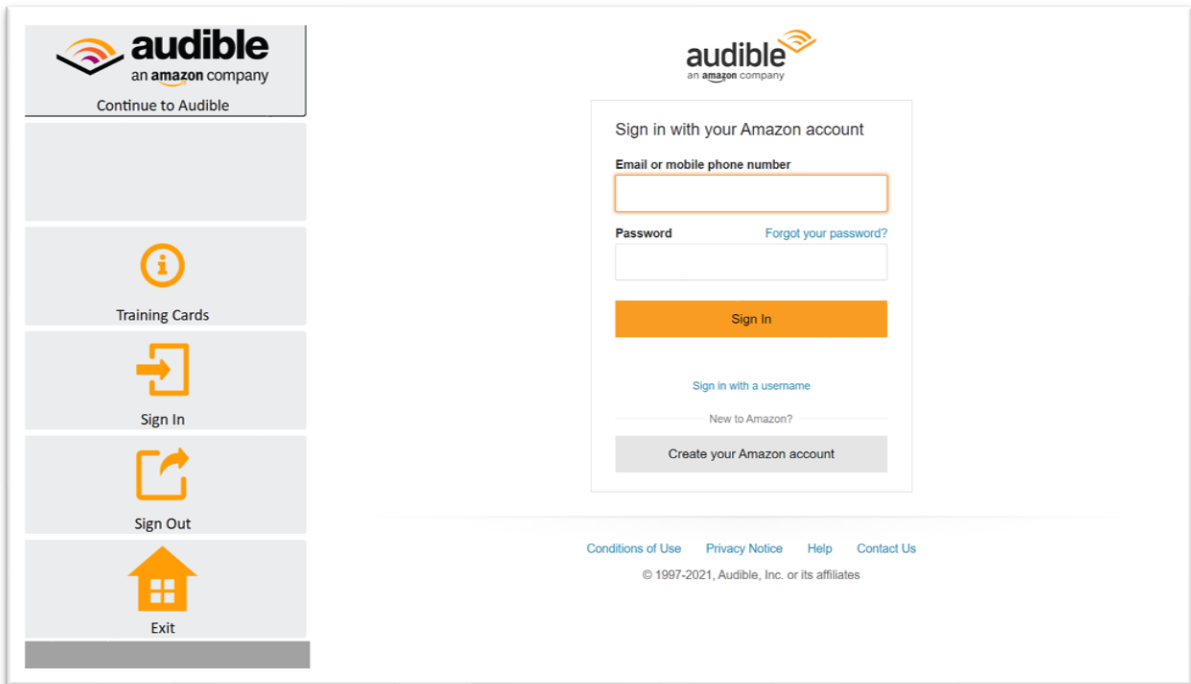 audible
an amazon company
Continue to Audible
Training Cards
Sign In
Sign Out
Exit
audible
an amazon company
Sign in with your Amazon account
Email or mobile phone number
Password Forgot your password?
Sign In
Sign in with a username
New to Amazon?
Create your Amazon account
Conditions of Use Privacy Notice Help Contact Us
© 1997-2021, Audible, Inc. or its affiliates